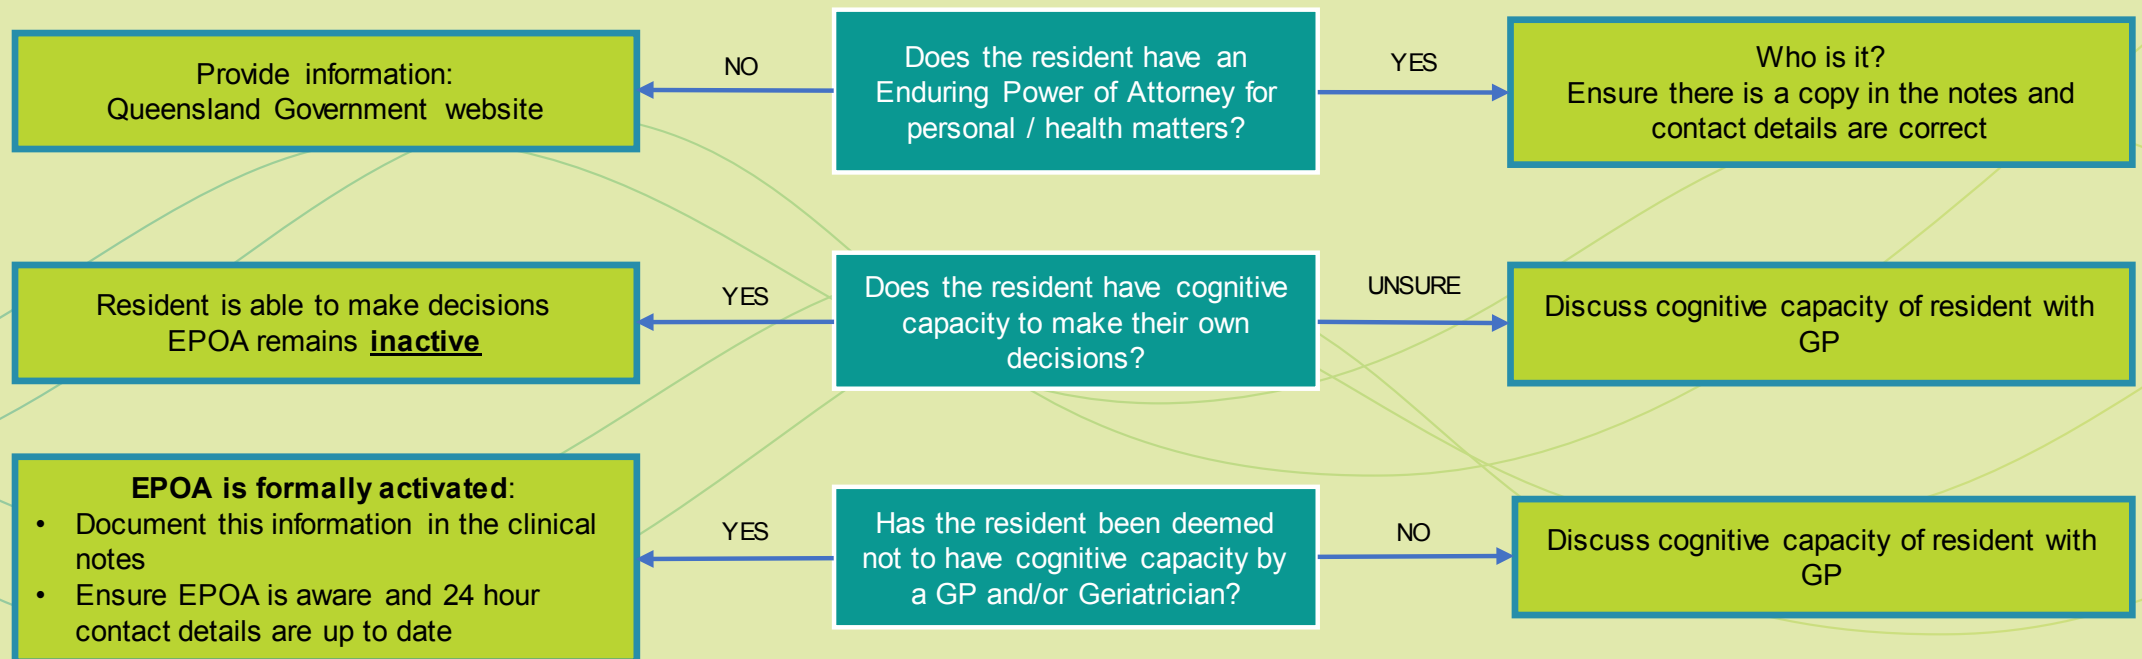 Provide information:
Queensland Government website
NO
Does the resident have an
Enduring Power of Attorney for
personal / health matters?
YES
Who is it?
Ensure there is a copy in the notes and
contact details are correct
Resident is able to make decisions
EPOA remains inactive
YES
Does the resident have cognitive
capacity to make their own
decisions?
UNSURE
Discuss cognitive capacity of resident with
GP
EPOA is formally activated:
• Document this information in the clinical
notes
• Ensure EPOA is aware and 24 hour
contact details are up to date
YES
Has the resident been deemed
not to have cognitive capacity by
a GP and/or Geriatrician?
NO
Discuss cognitive capacity of resident with
GP